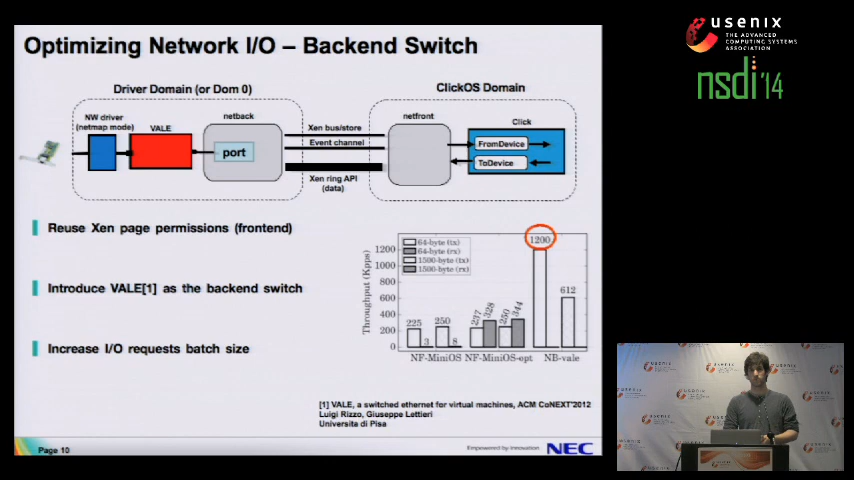 Optimizing Network I/O – Backend Switch
Driver Domain (or Dom 0)
ClickOS Domain
NW driver
(netmap mode)
VALE
netback
port
Xen bus/store
Event channel
Xen ring API
(data)
netfront
Click
FromDevice
ToDevice
Reuse Xen page permissions (frontend)
Introduce VALE[1] as the backend switch
Increase I/O requests batch size
Throughput (Kpps)
1200
1000
800
600
400
200
0
64-byte (tx)
64-byte (rx)
1500-byte (tx)
1500-byte (rx)
225
3
250
8
237
328
250
344
1200
612
NF-MiniOS
NF-MiniOS-opt
NB-vale
[1] VALE, a switched ethernet for virtual machines, ACM CoNEXT'2012
Luigi Rizzo, Giuseppe Lettieri
Universita di Pisa
Page 10
Empowered by Innovation
NEC
usenix
THE ADVANCED
COMPUTING SYSTEMS
ASSOCIATION
nsdi '14